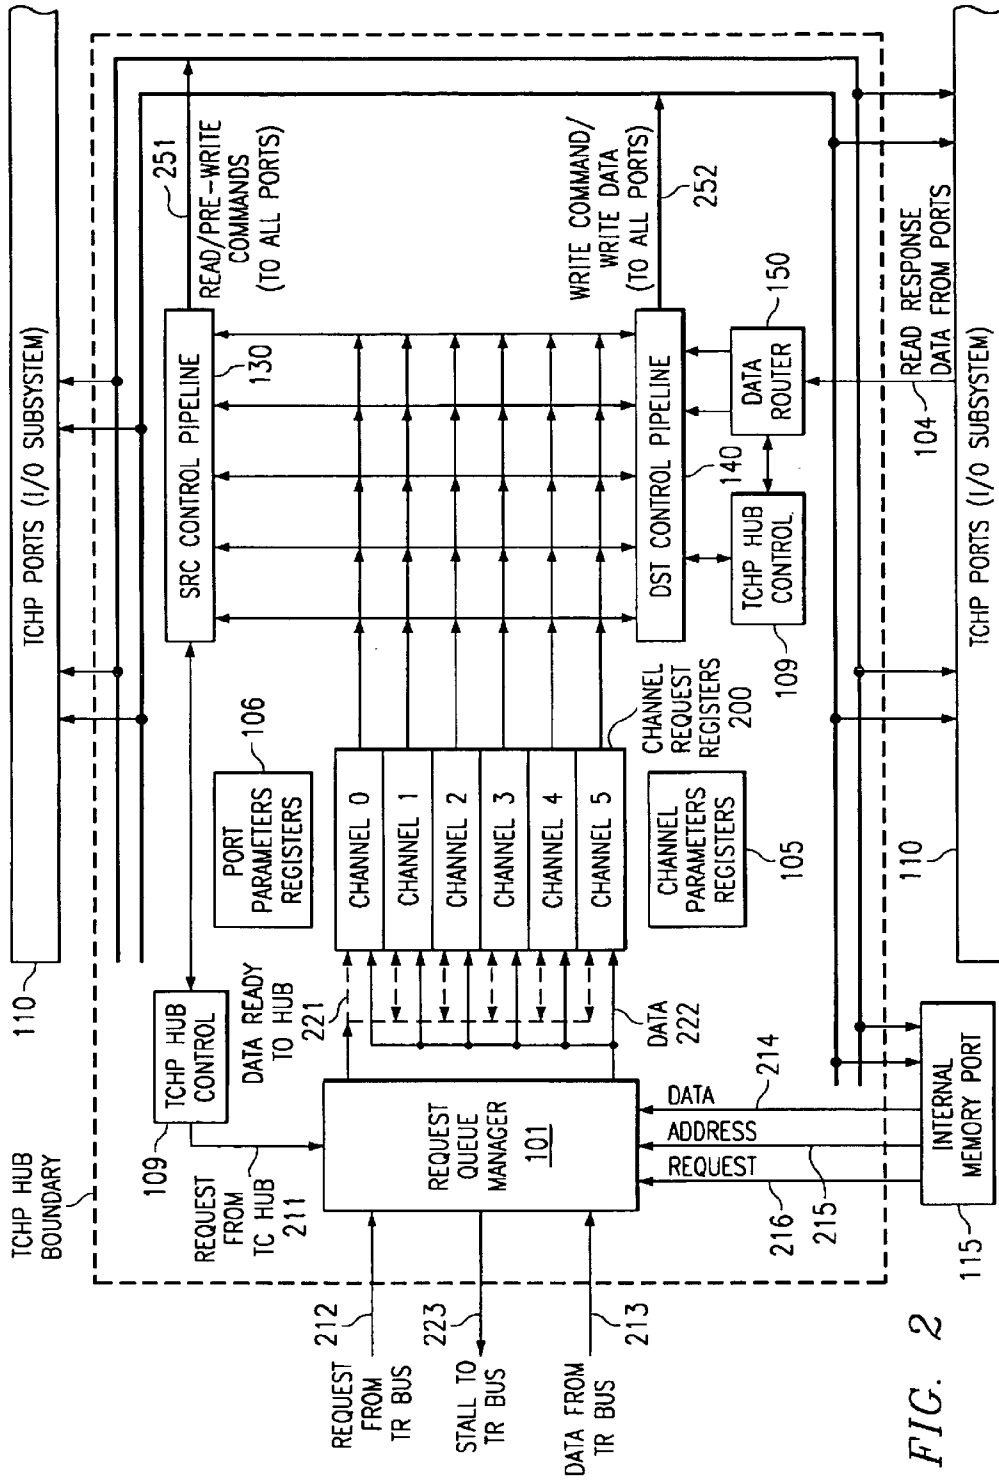 110
TCHP PORTS (I/O SUBSYSTEM)
TCHP HUB
BOUNDARY
109
TCHP HUB
CONTROL
REQUEST
FROM
TC HUB
211
DATA READY
TO HUB
221
PORT
PARAMETERS
REGISTERS
106
SRC CONTROL PIPELINE
130
251
READ/PRE-WRITE
COMMANDS
(TO ALL PORTS)
REQUEST
FROM
TR BUS
212
STALL TO
TR BUS
223
DATA FROM
TR BUS
213
REQUEST
QUEUE
MANAGER
101
CHANNEL 0
CHANNEL 1
CHANNEL 2
CHANNEL 3
CHANNEL 4
CHANNEL 5
DATA
222
CHANNEL
REQUEST
REGISTERS
200
CHANNEL
PARAMETERS
REGISTERS
105
DST CONTROL PIPELINE
140
WRITE COMMAND/
WRITE DATA
(TO ALL PORTS)
252
TCHP HUB
CONTROL
109
DATA
ROUTER
150
REQUEST
ADDRESS
DATA
216
215
214
INTERNAL
MEMORY PORT
115
104
READ RESPONSE
DATA FROM PORTS
110
TCHP PORTS (I/O SUBSYSTEM)
FIG. 2